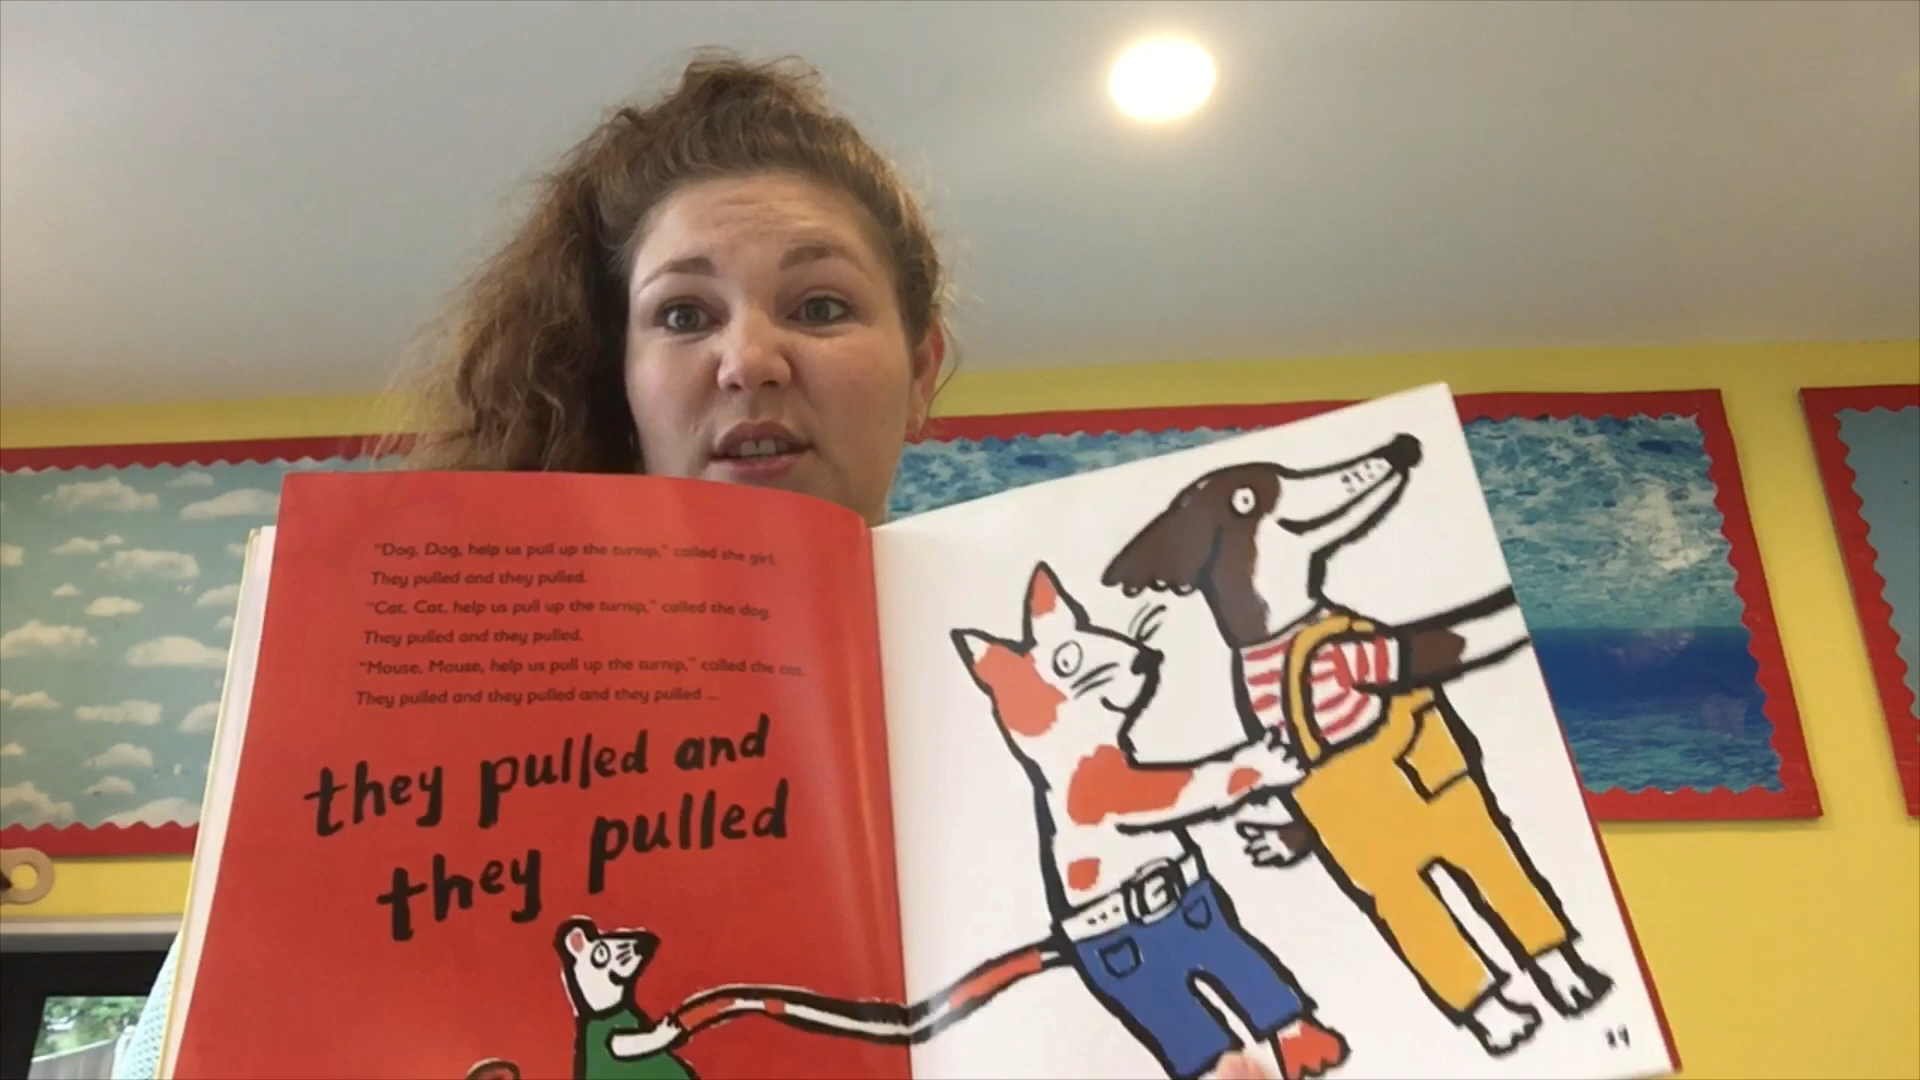 "Dog, Dog, help us pull up the turnip," called the girl.
They pulled and they pulled.
"Cat, Cat, help us pull up the turnip," called the dog.
They pulled and they pulled.
"Mouse, Mouse, help us pull up the turnip," called the cat.
They pulled and they pulled and they pulled ...
they pulled and
they pulled